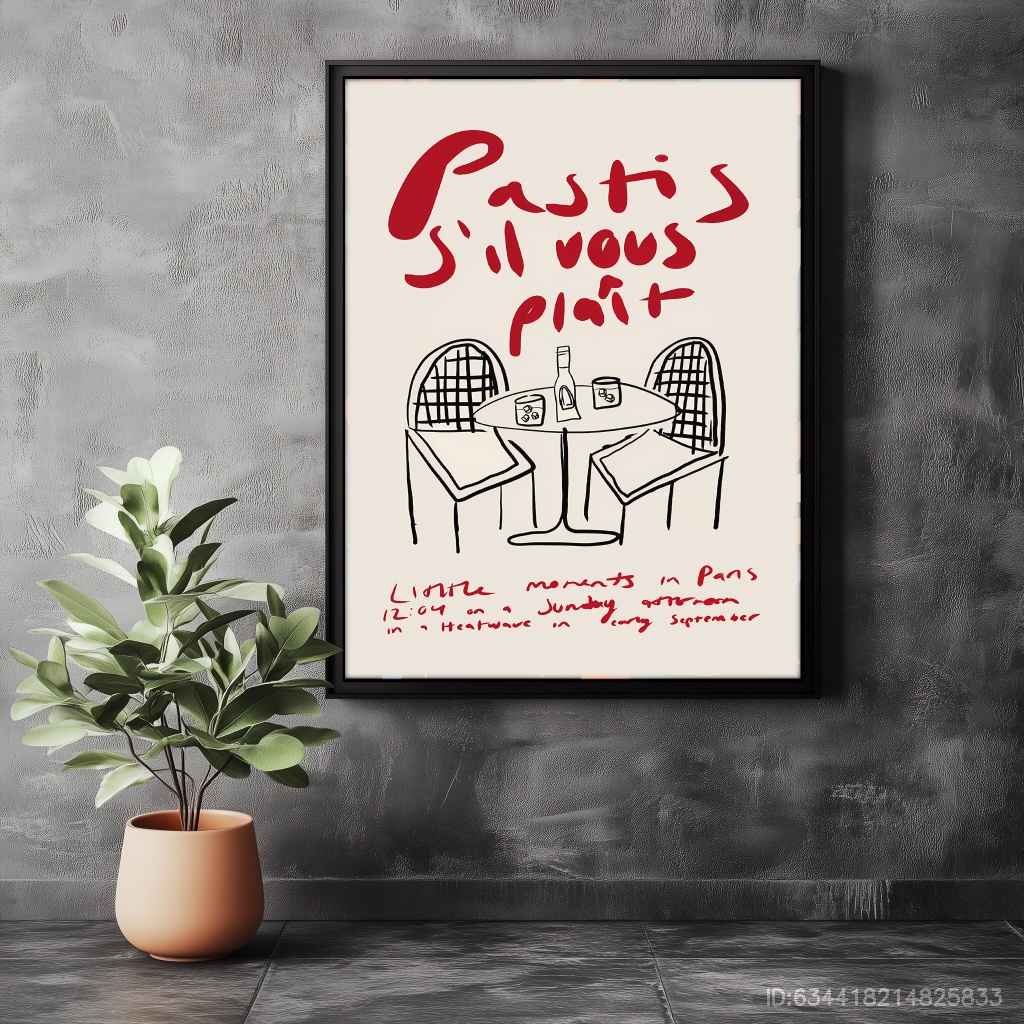 Pastis
s'il vous
plaît
Little moments in Paris
12:04 on a Sunday afternoon
in a Heatwave in early September
ID:634418214825833